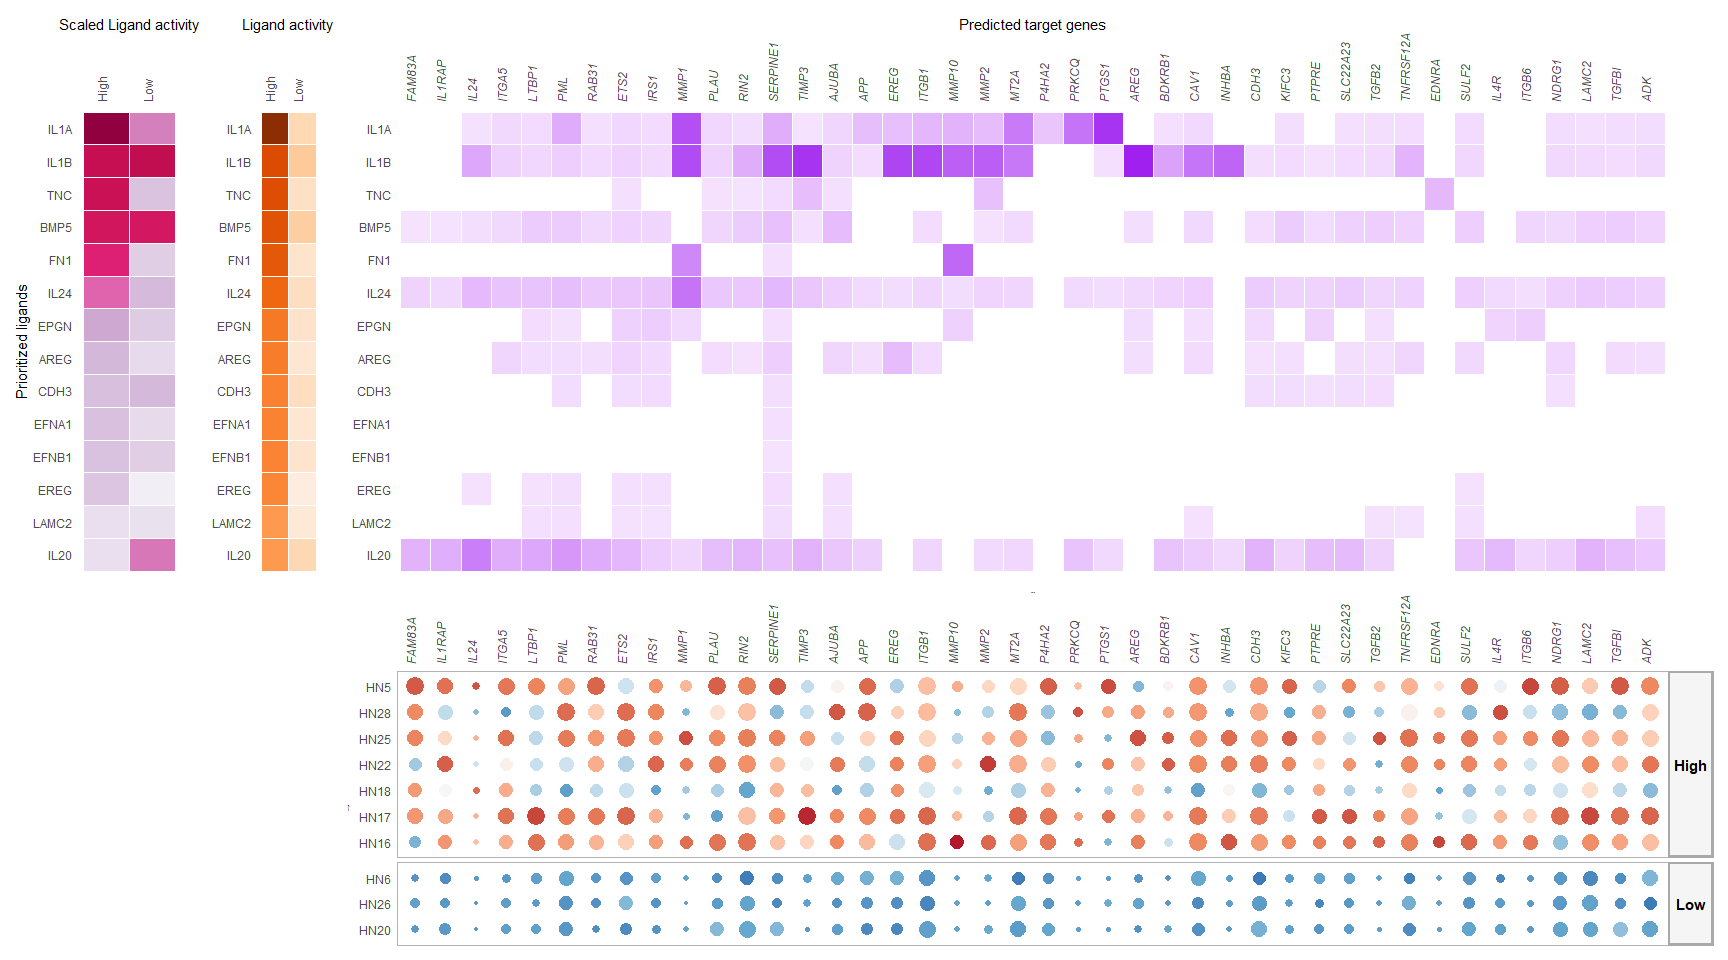 Scaled Ligand activity
Ligand activity
Predicted target genes
High
Low
High
Low
FAM83A IL1RAP IL24 ITGA5 LTBP1 PML RAB31 ETS2 IRS1 MMP1 PLAU RIN2 SERPINE1 TIMP3 AJUBA APP EREG ITGB1 MMP10 MMP2 MT2A P4HA2 PRKCQ PTGS1 AREG BDKRB1 CAV1 INHBA CDH3 KIFC3 PTPRE SLC22A23 TGFB2 TNFRSF12A EDNRA SULF2 IL4R ITGB6 NDRG1 LAMC2 TGFBI ADK
Prioritized ligands
IL1A IL1A IL1A
IL1B IL1B IL1B
TNC TNC TNC
BMP5 BMP5 BMP5
FN1 FN1 FN1
IL24 IL24 IL24
EPGN EPGN EPGN
AREG AREG AREG
CDH3 CDH3 CDH3
EFNA1 EFNA1 EFNA1
EFNB1 EFNB1 EFNB1
EREG EREG EREG
LAMC2 LAMC2 LAMC2
IL20 IL20 IL20
FAM83A IL1RAP IL24 ITGA5 LTBP1 PML RAB31 ETS2 IRS1 MMP1 PLAU RIN2 SERPINE1 TIMP3 AJUBA APP EREG ITGB1 MMP10 MMP2 MT2A P4HA2 PRKCQ PTGS1 AREG BDKRB1 CAV1 INHBA CDH3 KIFC3 PTPRE SLC22A23 TGFB2 TNFRSF12A EDNRA SULF2 IL4R ITGB6 NDRG1 LAMC2 TGFBI ADK
HN5
HN28
HN25
HN22
HN18
HN17
HN16
High
HN6
HN26
HN20
Low